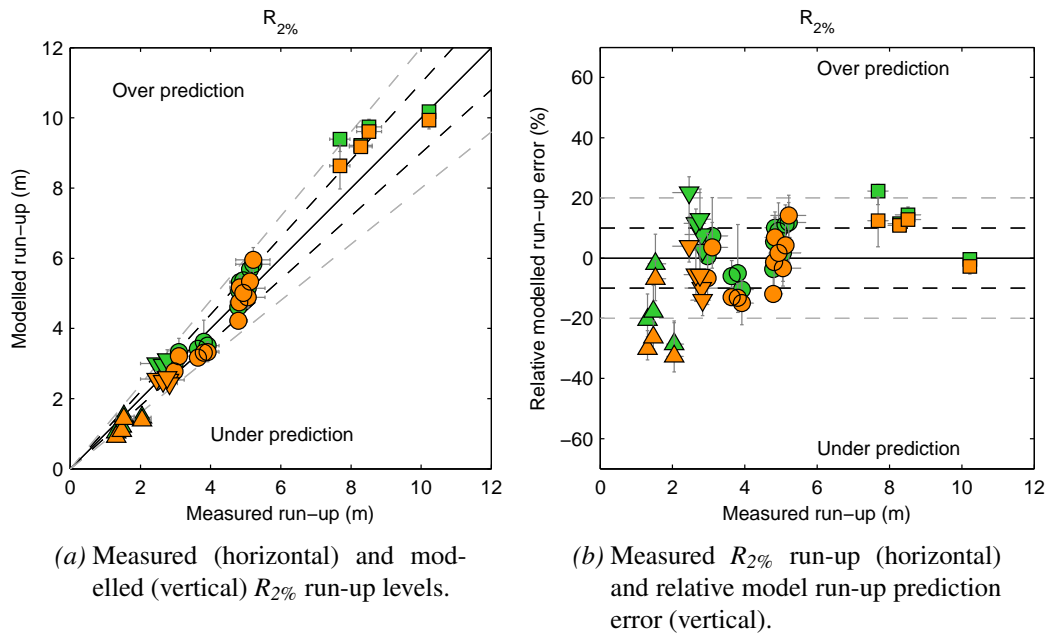 R2%
12
10
8
6
4
2
0
0 2 4 6 8 10 12
Modelled run−up (m)
Measured run−up (m)
Over prediction
Under prediction
(a) Measured (horizontal) and mod-
elled (vertical) R2% run-up levels.
R2%
60
40
20
0
−20
−40
−60
0 2 4 6 8 10 12
Relative modelled run−up error (%)
Measured run−up (m)
Over prediction
Under prediction
(b) Measured R2% run-up (horizontal)
and relative model run-up prediction
error (vertical).